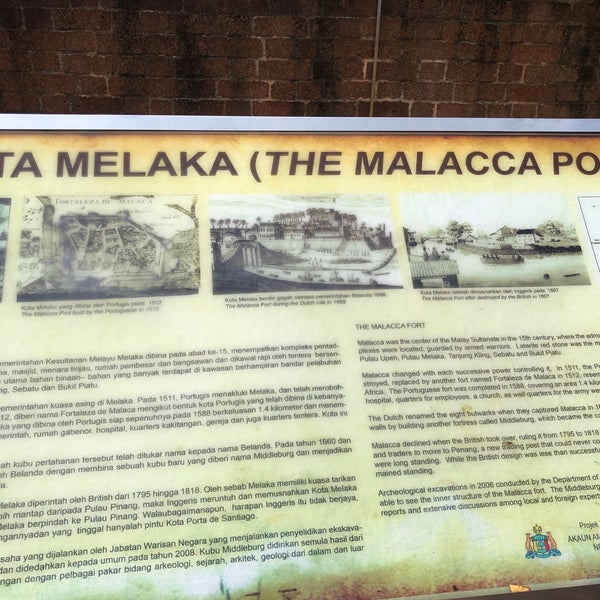 TA MELAKA (THE MALACCA PO
FORTALEZA DE MALACA
Kota Melaka yang dibina oleh Portugis pada 1512
The Malacca Fort built by the Portuguese in 1512
Kota Melaka berdiri gagah semasa pemerintahan Belanda 1668
The Malacca Fort during the Dutch rule in 1668
Kota Melaka setelah dimusnahkan oleh Inggeris pada 1807
The Malacca Fort after destroyed by the British in 1807
emerintahan Kesultanan Melayu Melaka dibina pada abad ke-15, menempatkan kompleks pentad-
na, masjid, menara tinjau, rumah pembesar dan bangsawan dan dikawal rapi oleh tentera bersen-
utama bahan binaan– bahan yang banyak terdapat di kawasan berhampiran bandar pelabuhan
g, Sebatu dan Bukit Piatu.
emerintahan kuasa asing di Melaka. Pada 1511, Portugis menakluki Melaka, dan telah meroboh-
12, diberi nama Fortaleza de Malaca mengikut bentuk kota Portugis yang telah dibina di kebanya-
a yang dibina oleh Portugis siap sepenuhnya pada 1588 berkeluasan 1.4 kilometer dan menem-
erintah, rumah gabenor, hospital, kuarters kakitangan, gereja dan juga kuarters tentera. Kota ini
h kubu pertahanan tersebut telah ditukar nama kepada nama Belanda. Pada tahun 1660 dan
eh Belanda dengan membina sebuah kubu baru yang diberi nama Middleburg dan menjadikan
Melaka diperintah oleh British dari 1795 hingga 1818. Oleh sebab Melaka memiliki kuasa tarikan
bih mantap daripada Pulau Pinang, maka Inggeris meruntuh dan memusnahkan Kota Melaka
Melaka berpindah ke Pulau Pinang. Walaubagaimanapun, harapan Inggeris itu tidak berjaya,
angannyadan yang tinggal hanyalah pintu Kota Porta de Santiago.
saha yang dijalankan oleh Jabatan Warisan Negara yang menjalankan penyelidikan ekskava-
dan didedahkan kepada umum pada tahun 2008. Kubu Middleburg didirikan semula hasil dari
gan dengan pelbagai pakar bidang arkeologi, sejarah, arkitek, geologi dari dalam dan luar
THE MALACCA FORT
Malacca was the center of the Malay Sultanate in the 15th century, where the adm
plexes were located, guarded by armed warriors. Laterite red stone was the m
Pulau Upeh, Pulau Melaka, Tanjung Kling, Sebatu and Bukit Piatu.
Malacca changed with each successive power controlling it. In 1511, the Po
stroyed, replaced by another fort named Fortaleza de Malaca in 1512, resem
Africa. The Portuguese fort was completed in 1588, covering an area 1.4 kilo
hospital, quarters for employees, a church, as well quarters for the army wer
The Dutch renamed the eight bulwarks when they captured Malacca in 16
walls by building another fortress called Middleburg, which became the co
Malacca declined when the British took over, ruling it from 1795 to 1818
and traders to move to Penang; a new trading post that could never co
were long standing. While the British design was less than successful
mained standing.
Archeological excavations in 2006 conducted by the Department of
able to see the inner structure of the Malacca fort. The Middleburg
reports and extensive discussions among local and foreign expert
Projek
AKAUN AM
NE